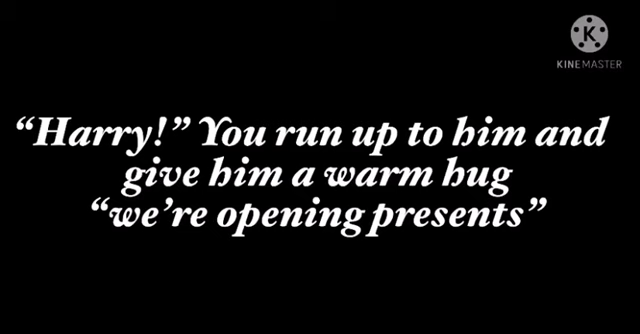 K
KINEMASTER
“Harry!” You run up to him and
give him a warm hug
“we’re opening presents”